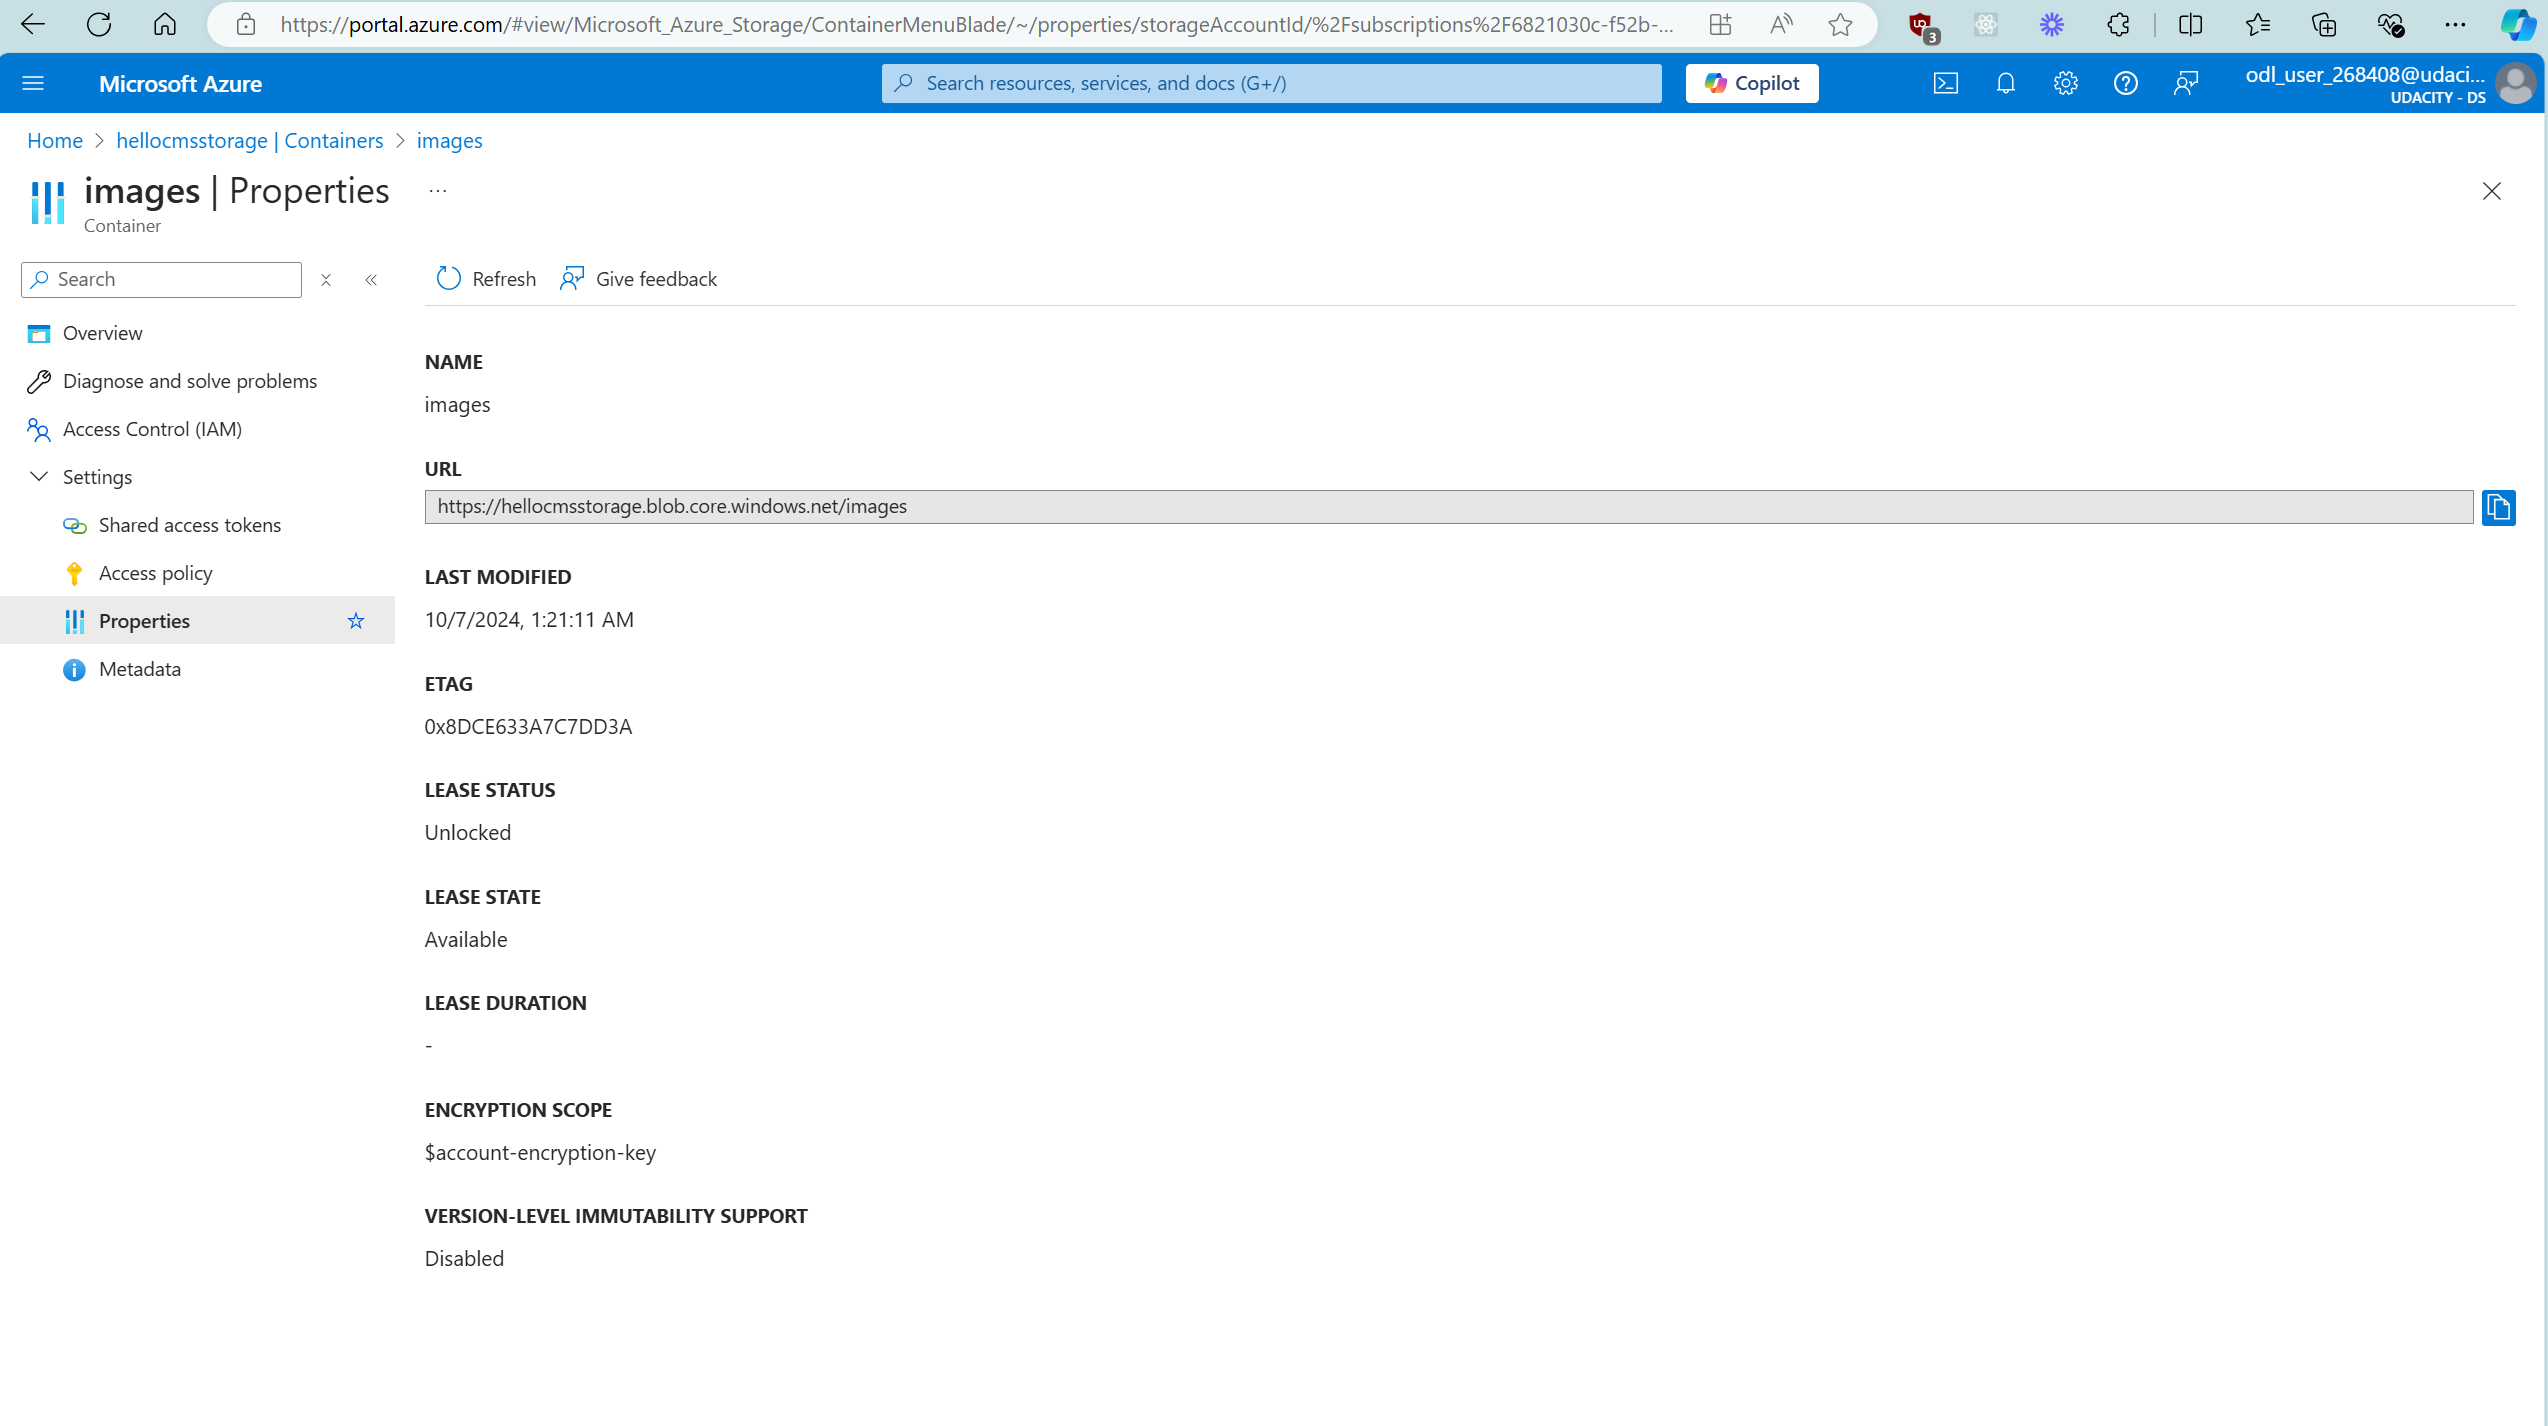 https://portal.azure.com/#view/Microsoft_Azure_Storage/ContainerMenuBlade/~/properties/storageAccountId/%2Fsubscriptions%2F6821030c-f52b-...
3
Microsoft Azure
Search resources, services, and docs (G+/)
Copilot
odl_user_268408@udaci...
UDACITY - DS
Home > hellocmsstorage | Containers > images
images | Properties ...
Container
Search
Refresh
Give feedback
Overview
Diagnose and solve problems
Access Control (IAM)
Settings
Shared access tokens
Access policy
Properties
Metadata
NAME
images
URL
https://hellocmsstorage.blob.core.windows.net/images
LAST MODIFIED
10/7/2024, 1:21:11 AM
ETAG
0x8DCE633A7C7DD3A
LEASE STATUS
Unlocked
LEASE STATE
Available
LEASE DURATION
-
ENCRYPTION SCOPE
$account-encryption-key
VERSION-LEVEL IMMUTABILITY SUPPORT
Disabled